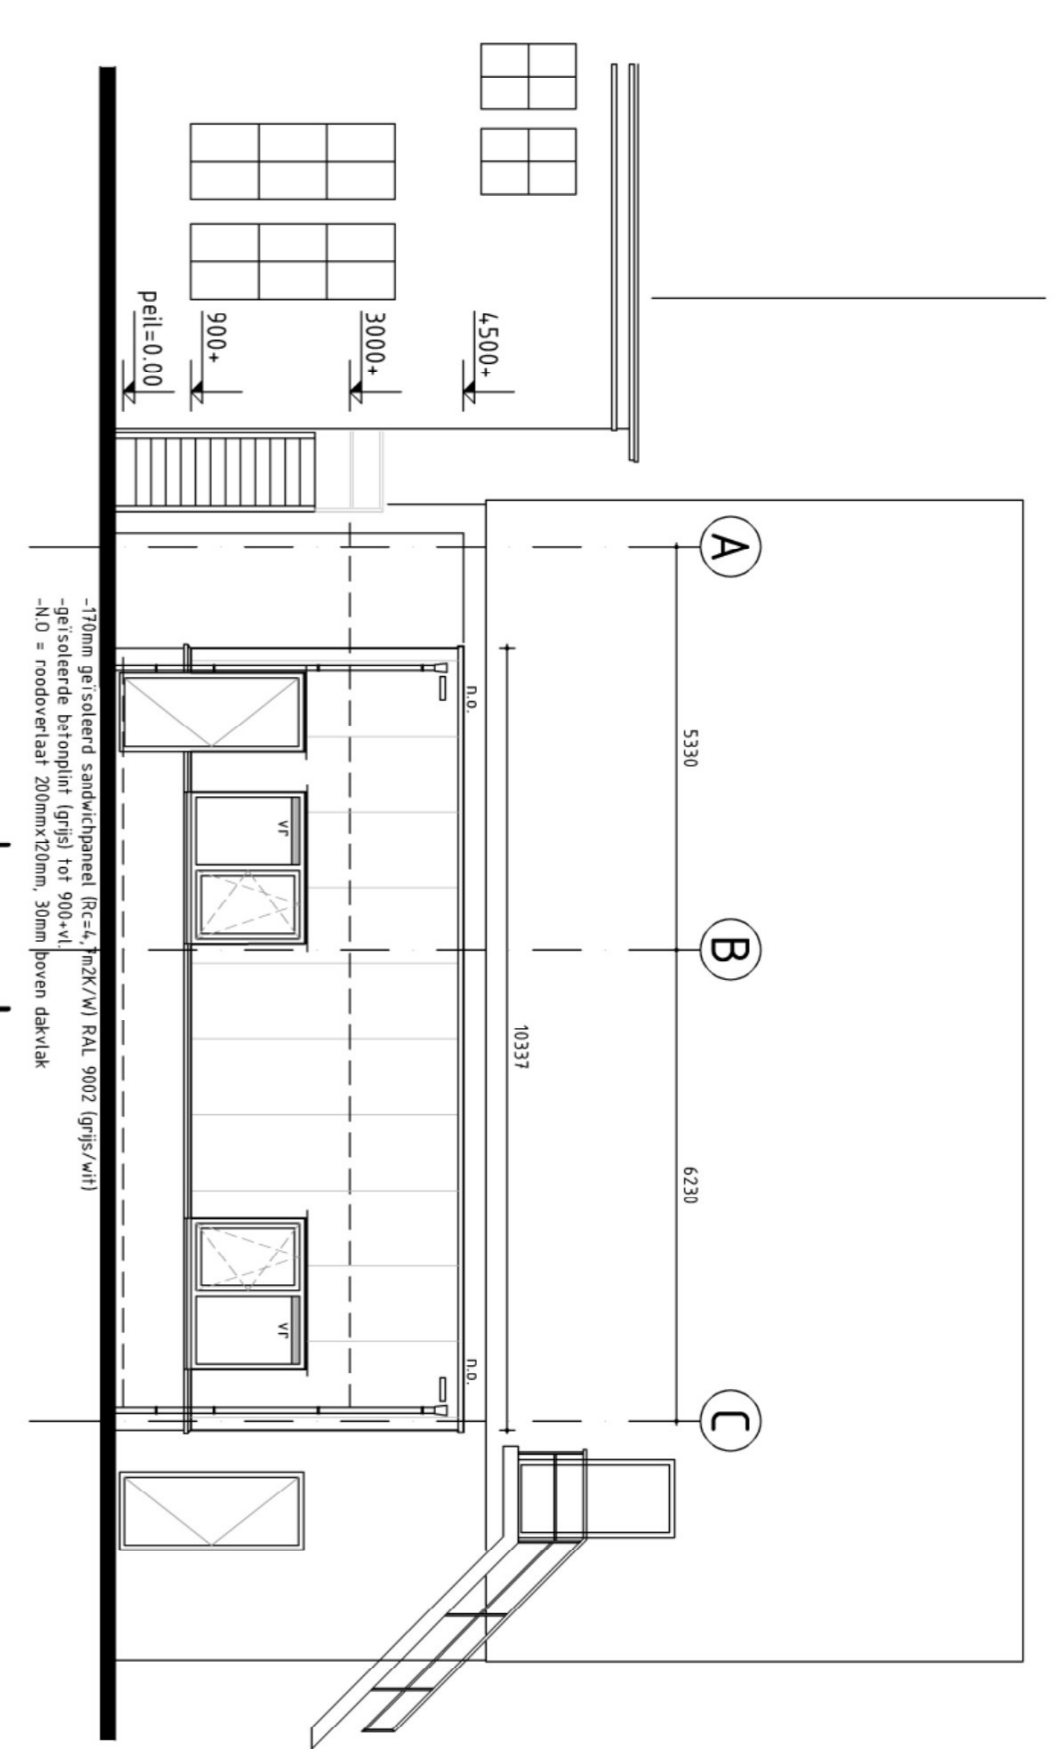 A
B
C
5330
6230
10337
4500+
3000+
900+
peil=0.00
n.o.
n.o.
vr
vr
-170mm geïsoleerd sandwichpaneel (Rc=4,7m2K/W) RAL 9002 (grijs/wit)
-geïsoleerde betonplint (grijs) tot 900+vl.
-N.O = noodoverlaat 200mmx120mm, 30mm boven dakvlak